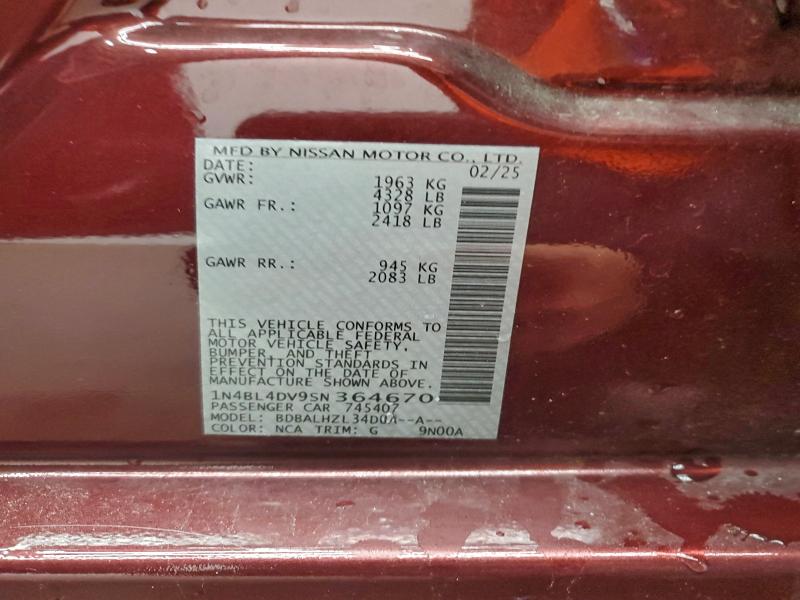 MFD BY NISSAN MOTOR CO., LTD.
DATE: 02/25
GVWR: 1963 KG
4328 LB
GAWR FR.: 1097 KG
2418 LB
GAWR RR.: 945 KG
2083 LB
THIS VEHICLE CONFORMS TO
ALL APPLICABLE FEDERAL
MOTOR VEHICLE SAFETY,
BUMPER, AND THEFT
PREVENTION STANDARDS IN
EFFECT ON THE DATE OF
MANUFACTURE SHOWN ABOVE.
1N4BL4DV9SN364670
PASSENGER CAR 745407
MODEL: BDBALHZL34DUA--A--
COLOR: NCA TRIM: G 9N00A